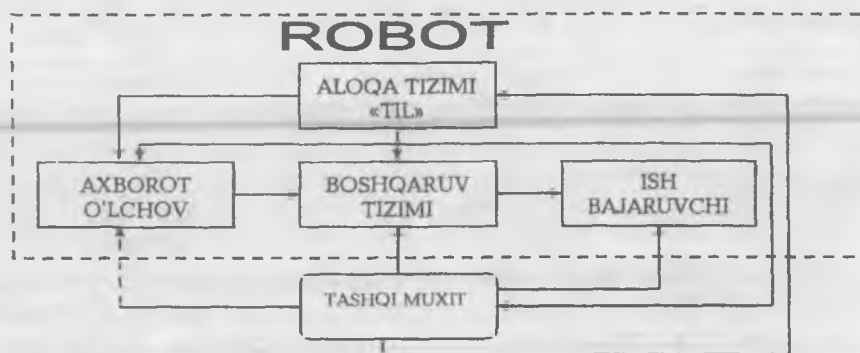 ROBOT
ALOQA TIZIMI
«TIL»
AXBOROT
O'LCHOV
BOSHQARUV
TIZIMI
ISH
BAJARUVCHI
TASHQI MUXIT